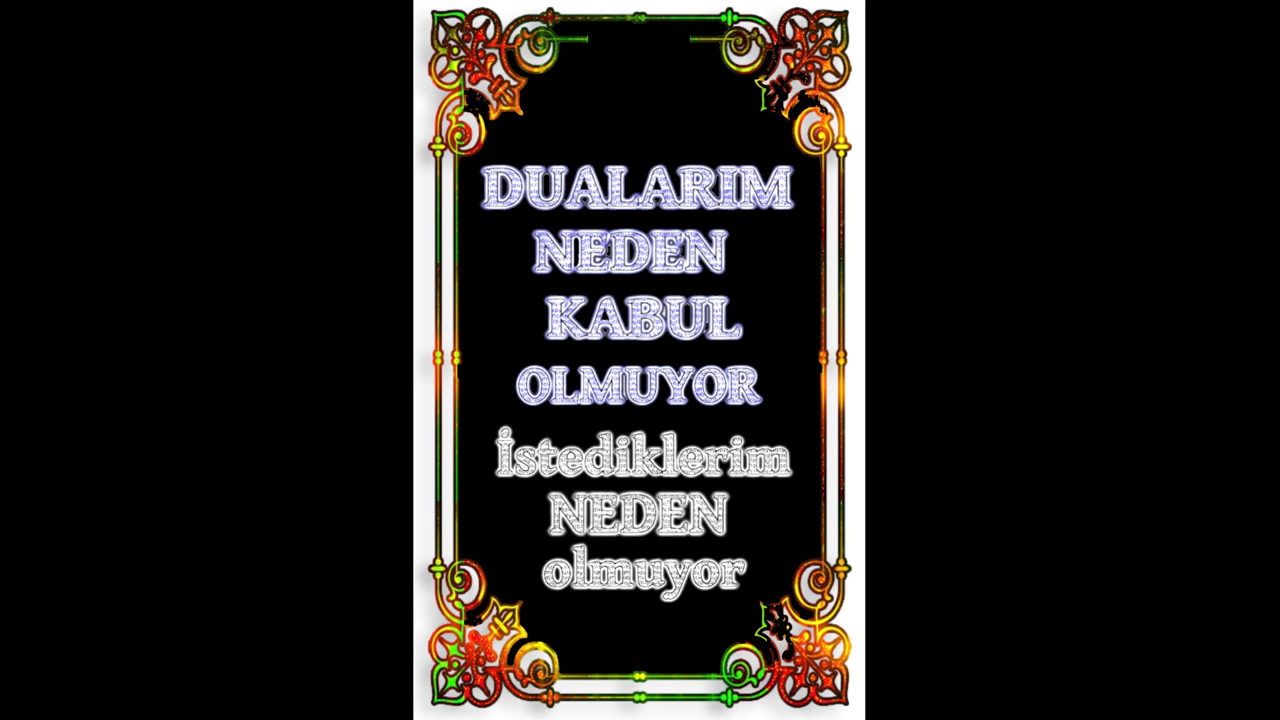 DUALARIM
NEDEN
KABUL
OLMUYOR
İstediklerim
NEDEN
olmuyor